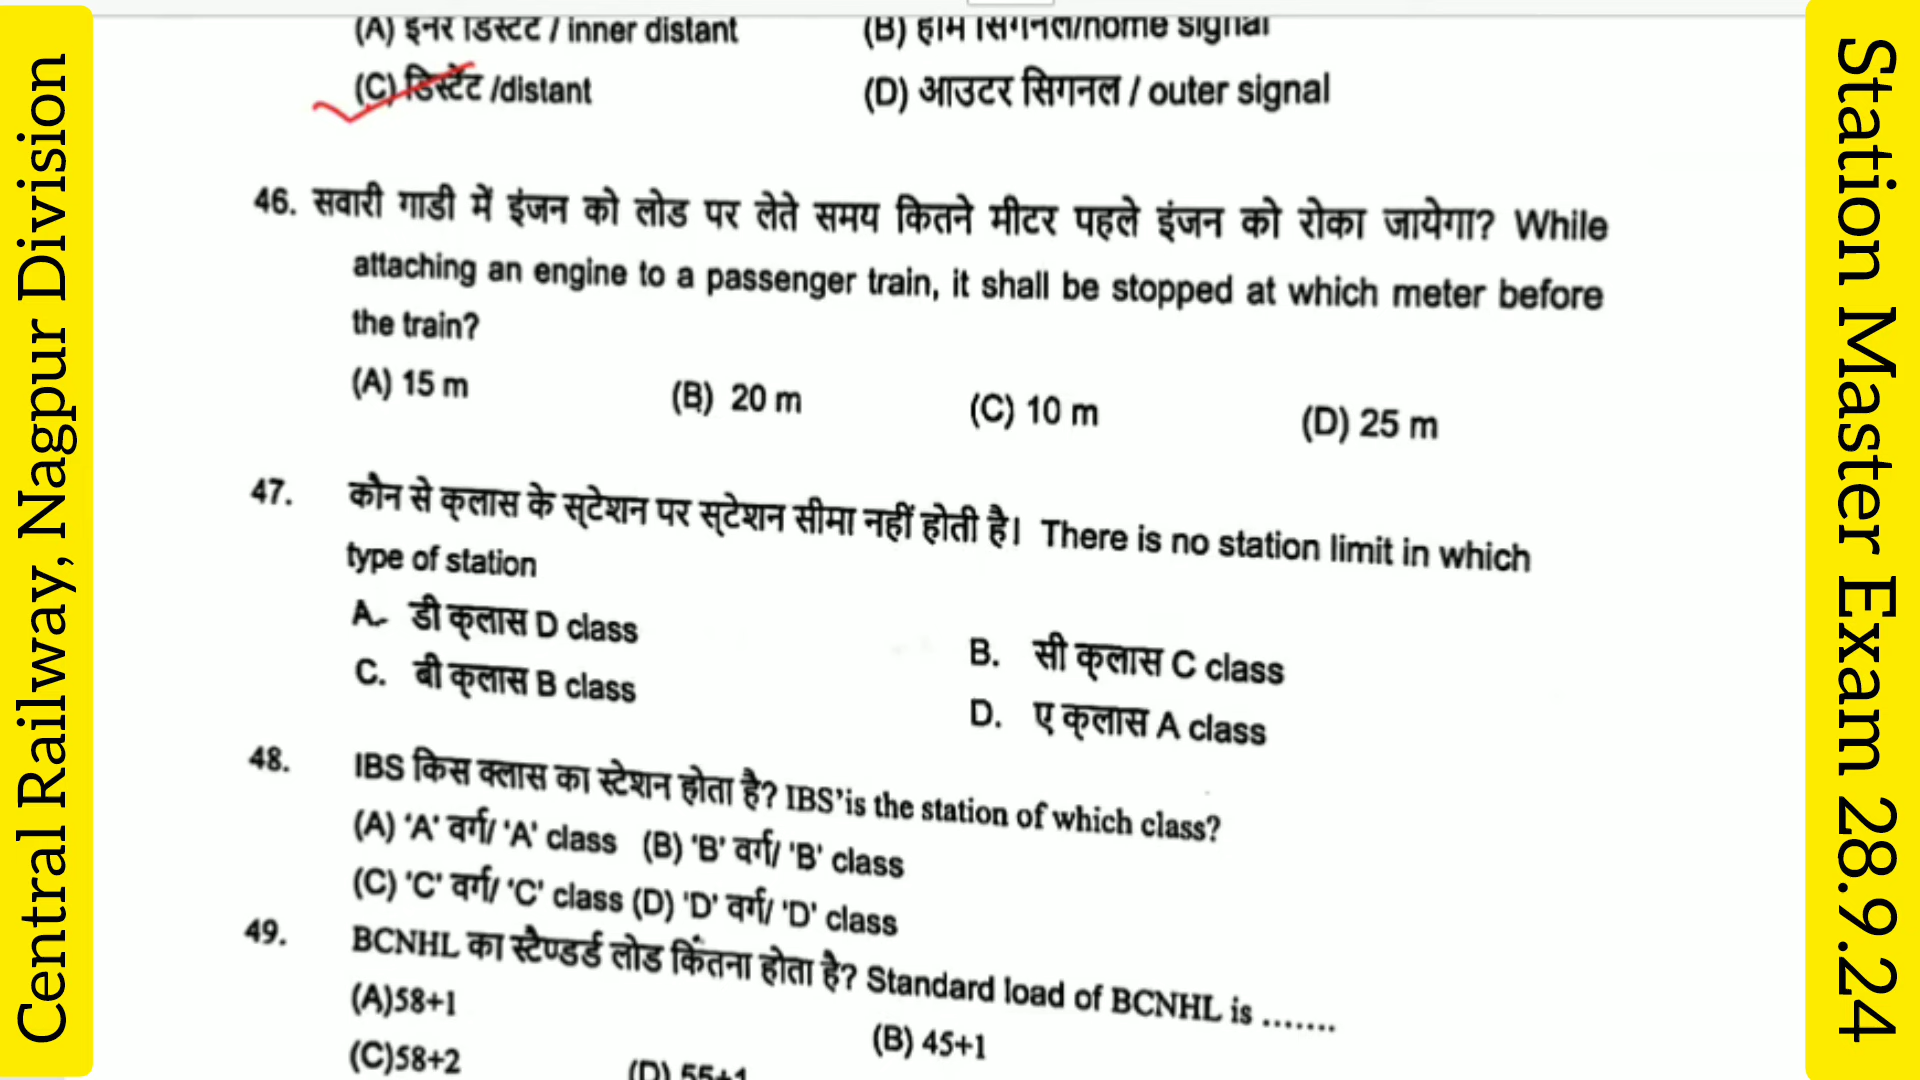 Central Railway, Nagpur Division
(A) इनर डिस्टेंट / inner distant (B) होम सिगनल/home signal
(C) डिस्टेंट /distant (D) आउटर सिगनल / outer signal
46. सवारी गाडी में इंजन को लोड पर लेते समय कितने मीटर पहले इंजन को रोका जायेगा? While
attaching an engine to a passenger train, it shall be stopped at which meter before
the train?
(A) 15 m (B) 20 m (C) 10 m (D) 25 m
47. कौन से क्लास के स्टेशन पर स्टेशन सीमा नहीं होती है। There is no station limit in which
type of station
A. डी क्लास D class B. सी क्लास C class
C. बी क्लास B class D. ए क्लास A class
48. IBS किस क्लास का स्टेशन होता है? IBS'is the station of which class?
(A) 'A' वर्ग/ 'A' class (B) 'B' वर्ग/ 'B' class
(C) 'C' वर्ग/ 'C' class (D) 'D' वर्ग/ 'D' class
49. BCNHL का स्टैण्डर्ड लोड कितना होता है? Standard load of BCNHL is .......
(A)58+1 (B) 45+1
(C)58+2 (D) 55+1
Station Master Exam 28.9.24